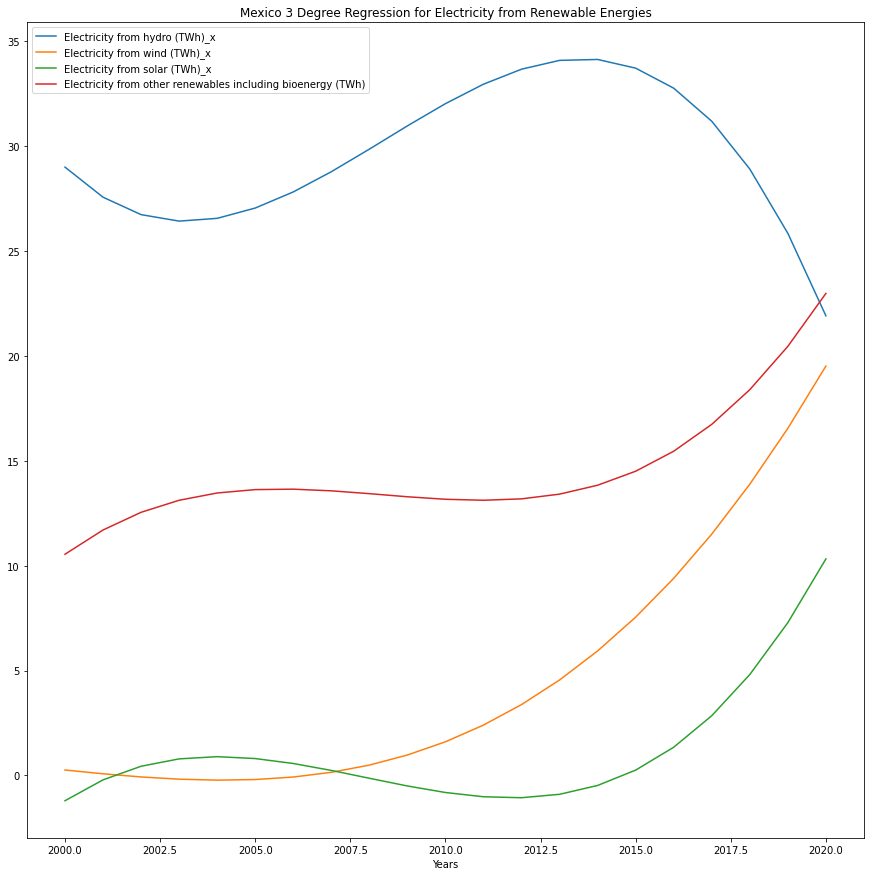 Mexico 3 Degree Regression for Electricity from Renewable Energies
Electricity from hydro (TWh)_x
Electricity from wind (TWh)_x
Electricity from solar (TWh)_x
Electricity from other renewables including bioenergy (TWh)
35
30
25
20
15
10
5
0
2000.0 2002.5 2005.0 2007.5 2010.0 2012.5 2015.0 2017.5 2020.0
Years